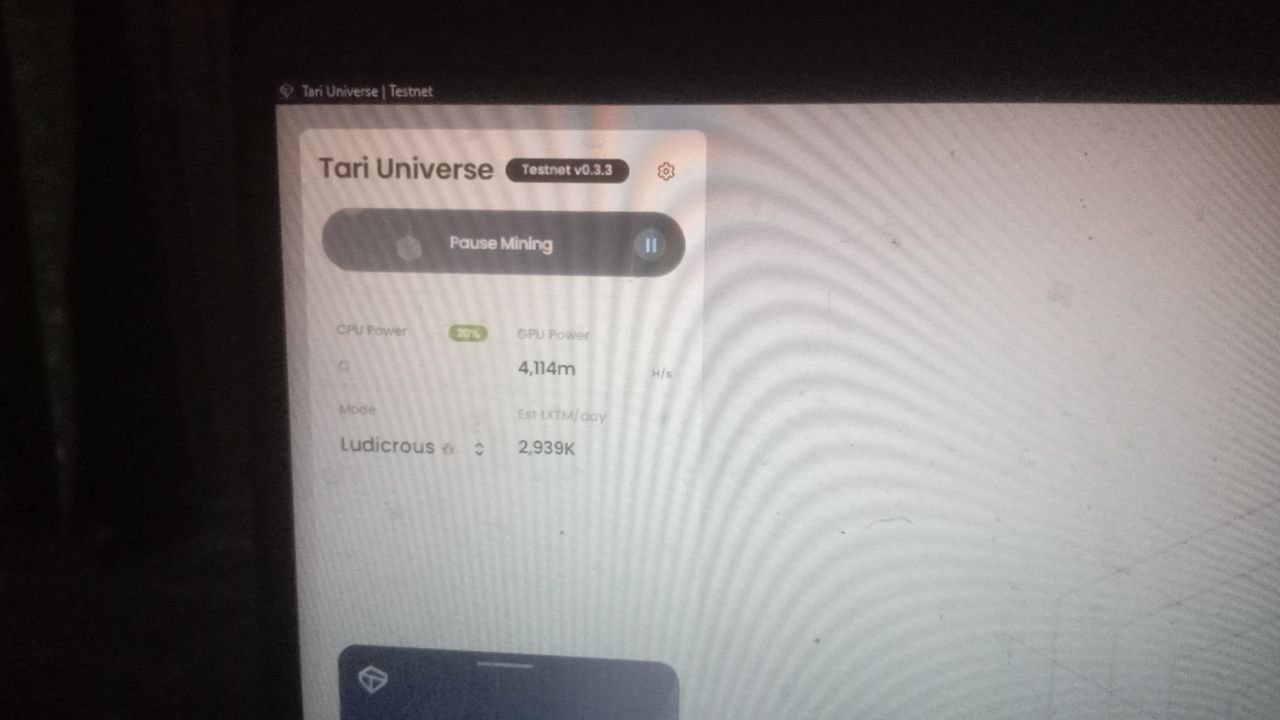 Tari Universe | Testnet
Tari Universe Testnet v0.3.3
Pause Mining
CPU Power 20% GPU Power
4,114m H/s
Mode Est tXTM/day
Ludicrous 2,939K